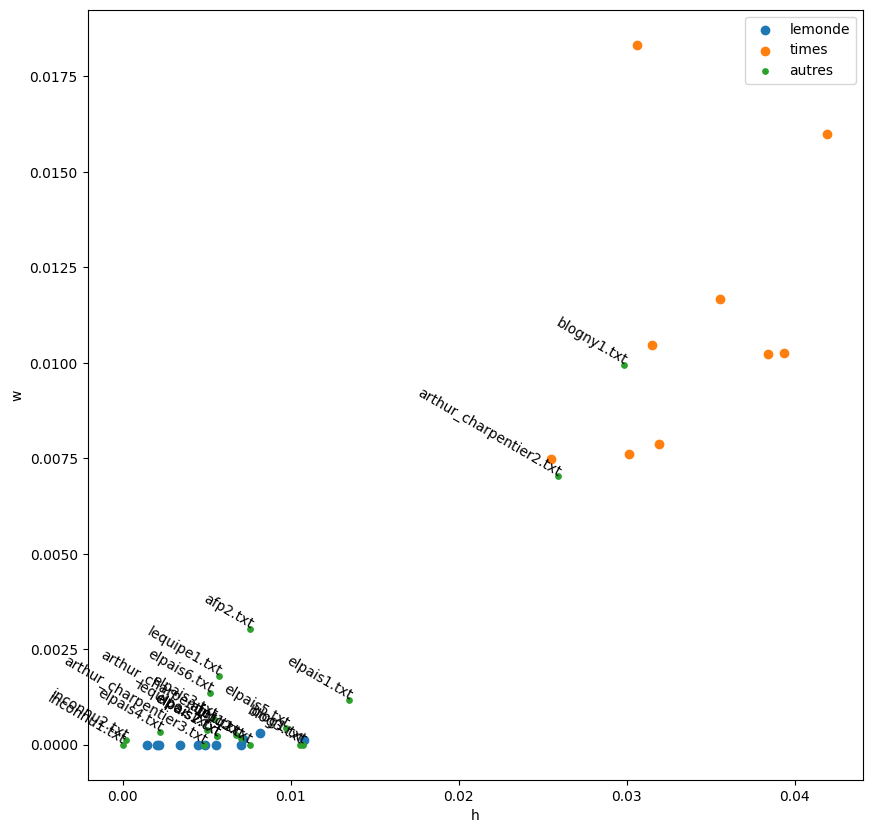 lemonde
times
autres
blogny1.txt
arthur_charpentier2.txt
afp2.txt
lequipe1.txt
elpais1.txt
elpais6.txt
elpais5.txt
arthur_charpentier3.txt
elpais4.txt
inconnu2.txt
inconnu1.txt
0.0175
0.0150
0.0125
0.0100
0.0075
0.0050
0.0025
0.0000
w
0.00
0.01
0.02
0.03
0.04
h